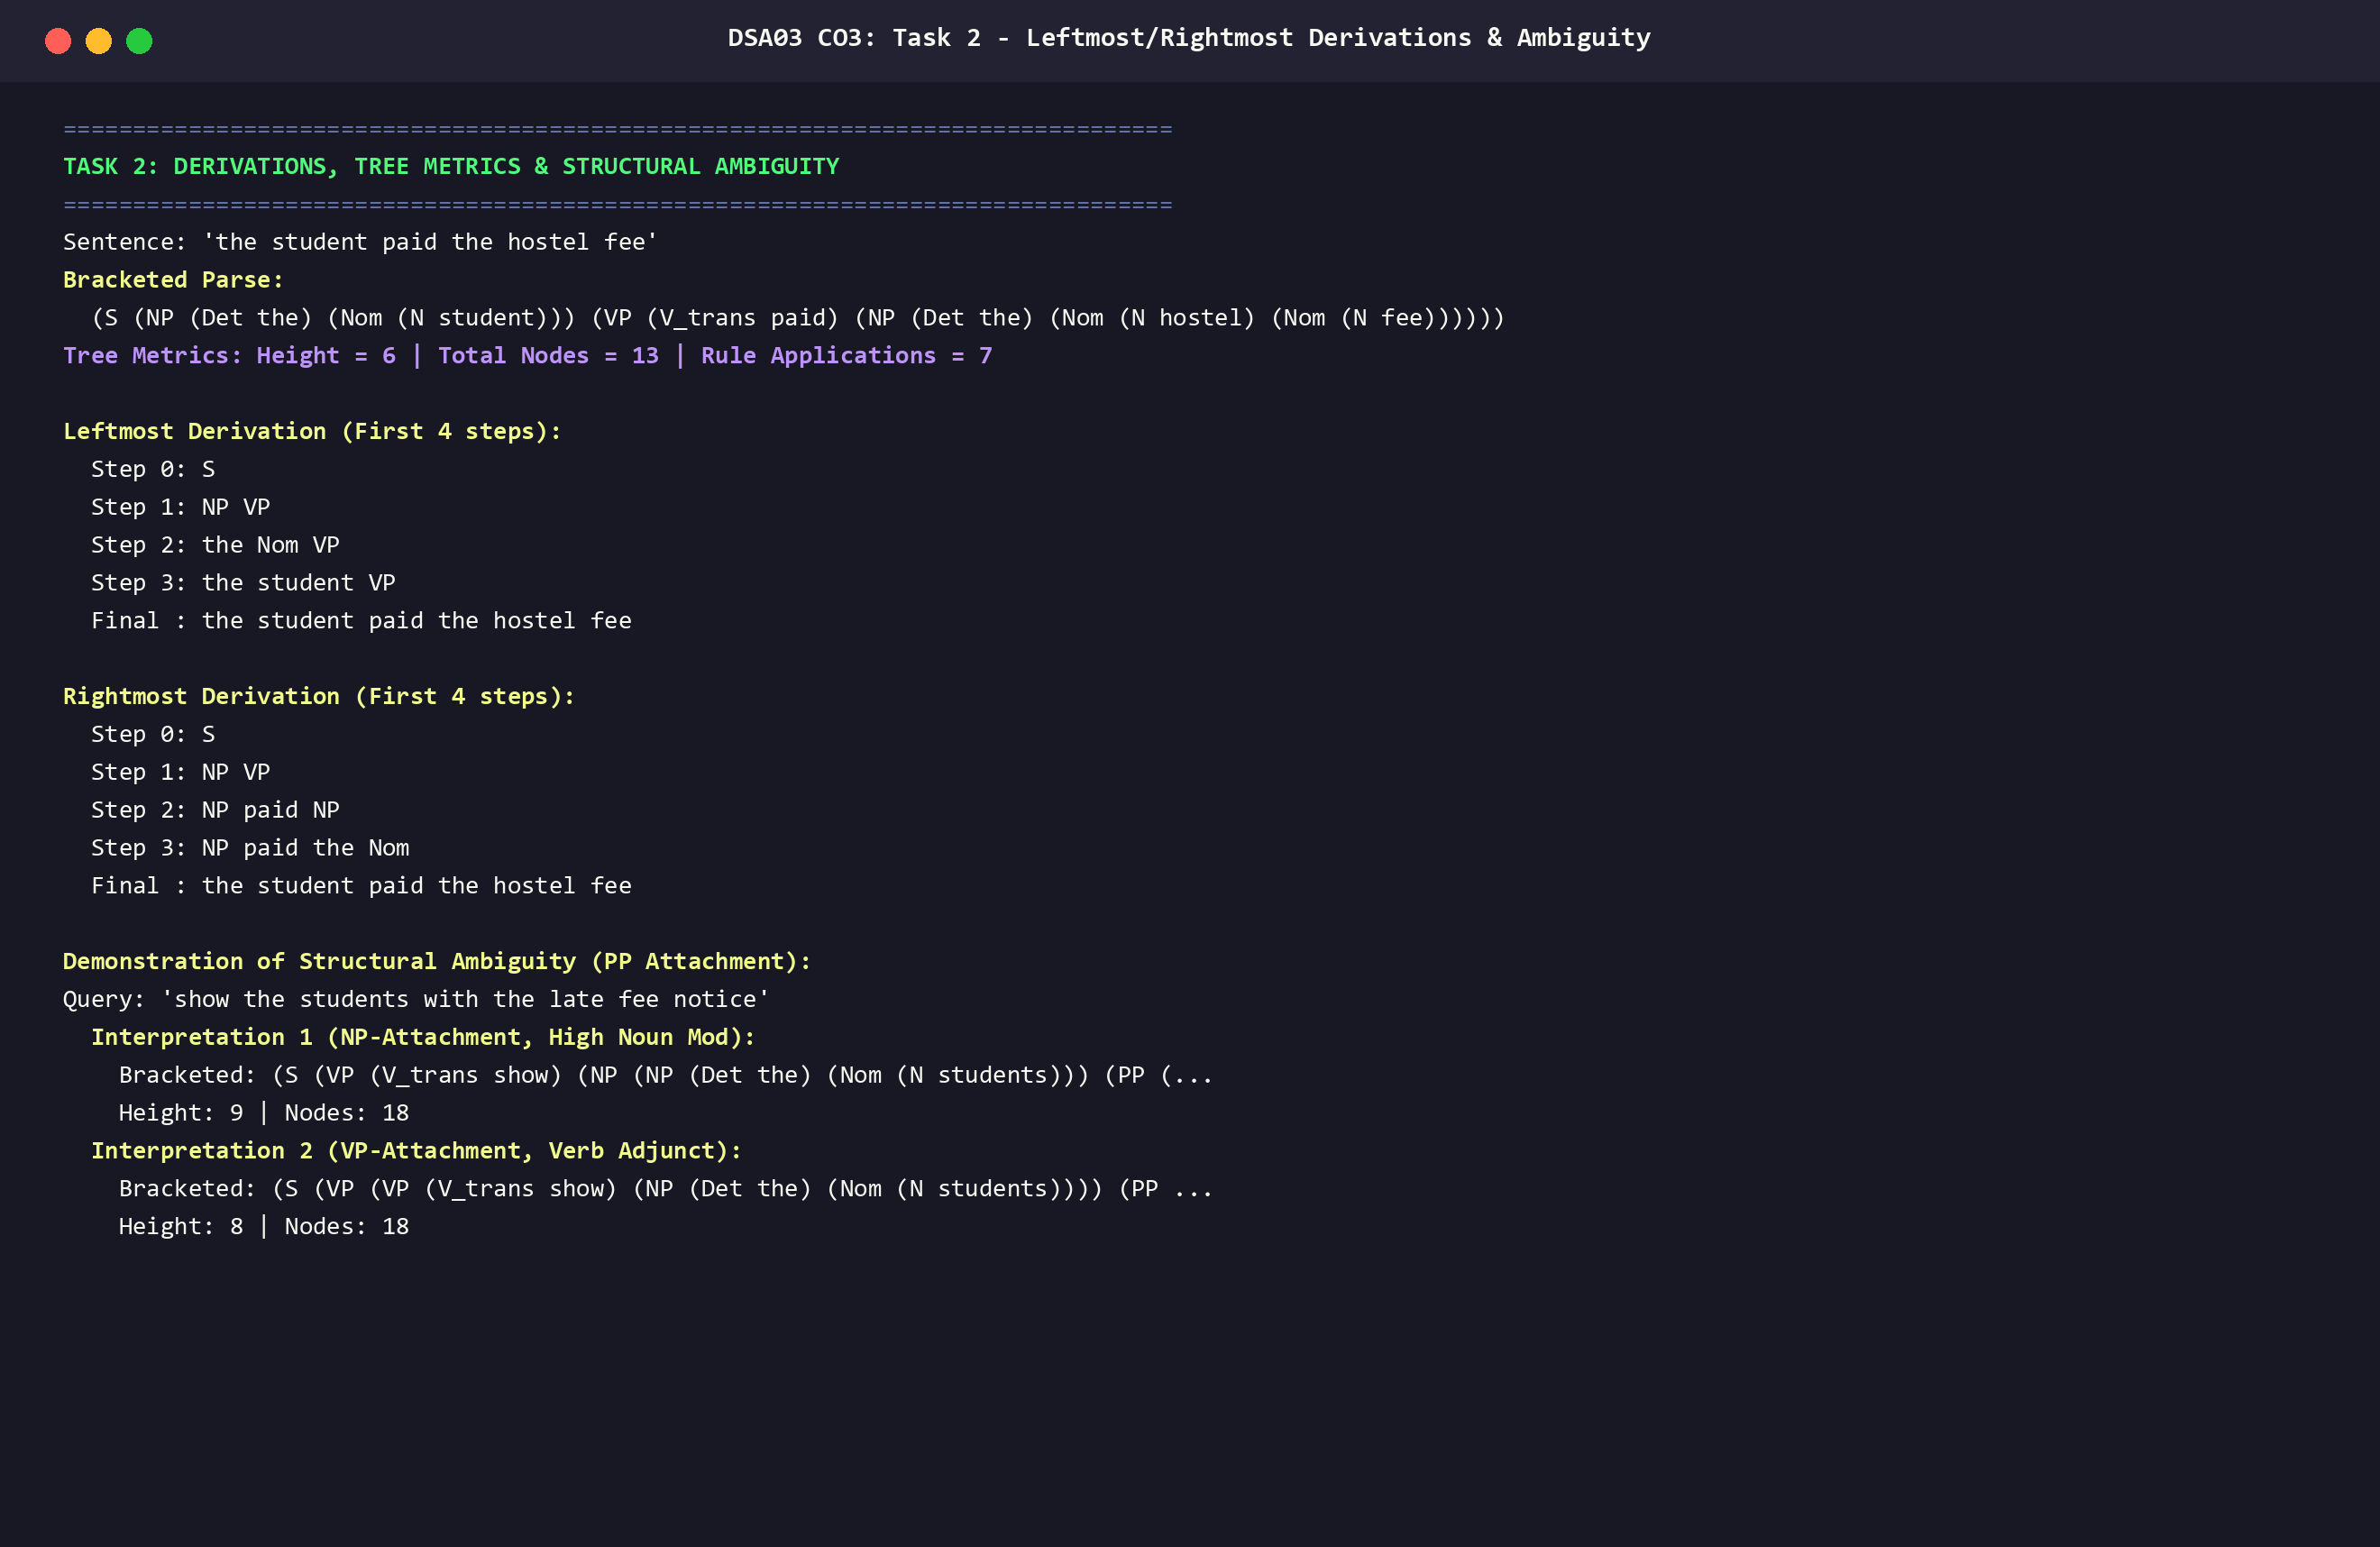 DSA03 CO3: Task 2 - Leftmost/Rightmost Derivations & Ambiguity
================================================================================
TASK 2: DERIVATIONS, TREE METRICS & STRUCTURAL AMBIGUITY
================================================================================
Sentence: 'the student paid the hostel fee'
Bracketed Parse:
  (S (NP (Det the) (Nom (N student))) (VP (V_trans paid) (NP (Det the) (Nom (N hostel) (Nom (N fee))))))
Tree Metrics: Height = 6 | Total Nodes = 13 | Rule Applications = 7

Leftmost Derivation (First 4 steps):
  Step 0: S
  Step 1: NP VP
  Step 2: the Nom VP
  Step 3: the student VP
  Final : the student paid the hostel fee

Rightmost Derivation (First 4 steps):
  Step 0: S
  Step 1: NP VP
  Step 2: NP paid NP
  Step 3: NP paid the Nom
  Final : the student paid the hostel fee

Demonstration of Structural Ambiguity (PP Attachment):
Query: 'show the students with the late fee notice'
  Interpretation 1 (NP-Attachment, High Noun Mod):
    Bracketed: (S (VP (V_trans show) (NP (NP (Det the) (Nom (N students))) (PP (...
    Height: 9 | Nodes: 18
  Interpretation 2 (VP-Attachment, Verb Adjunct):
    Bracketed: (S (VP (VP (V_trans show) (NP (Det the) (Nom (N students)))) (PP ...
    Height: 8 | Nodes: 18